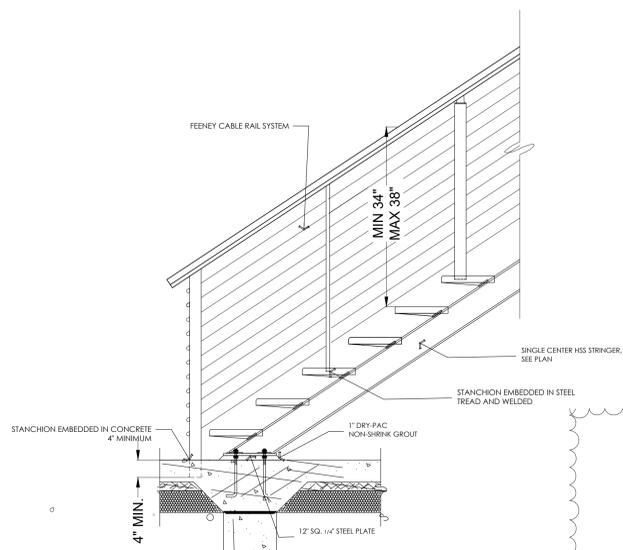 FEENEY CABLE RAIL SYSTEM
MIN 34"
MAX 38"
SINGLE CENTER HSS STRINGER,
SEE PLAN
STANCHION EMBEDDED IN STEEL
TREAD AND WELDED
STANCHION EMBEDDED IN CONCRETE
4" MINIMUM
1" DRY-PAC
NON-SHRINK GROUT
4" MIN.
12" SQ. 1/4" STEEL PLATE